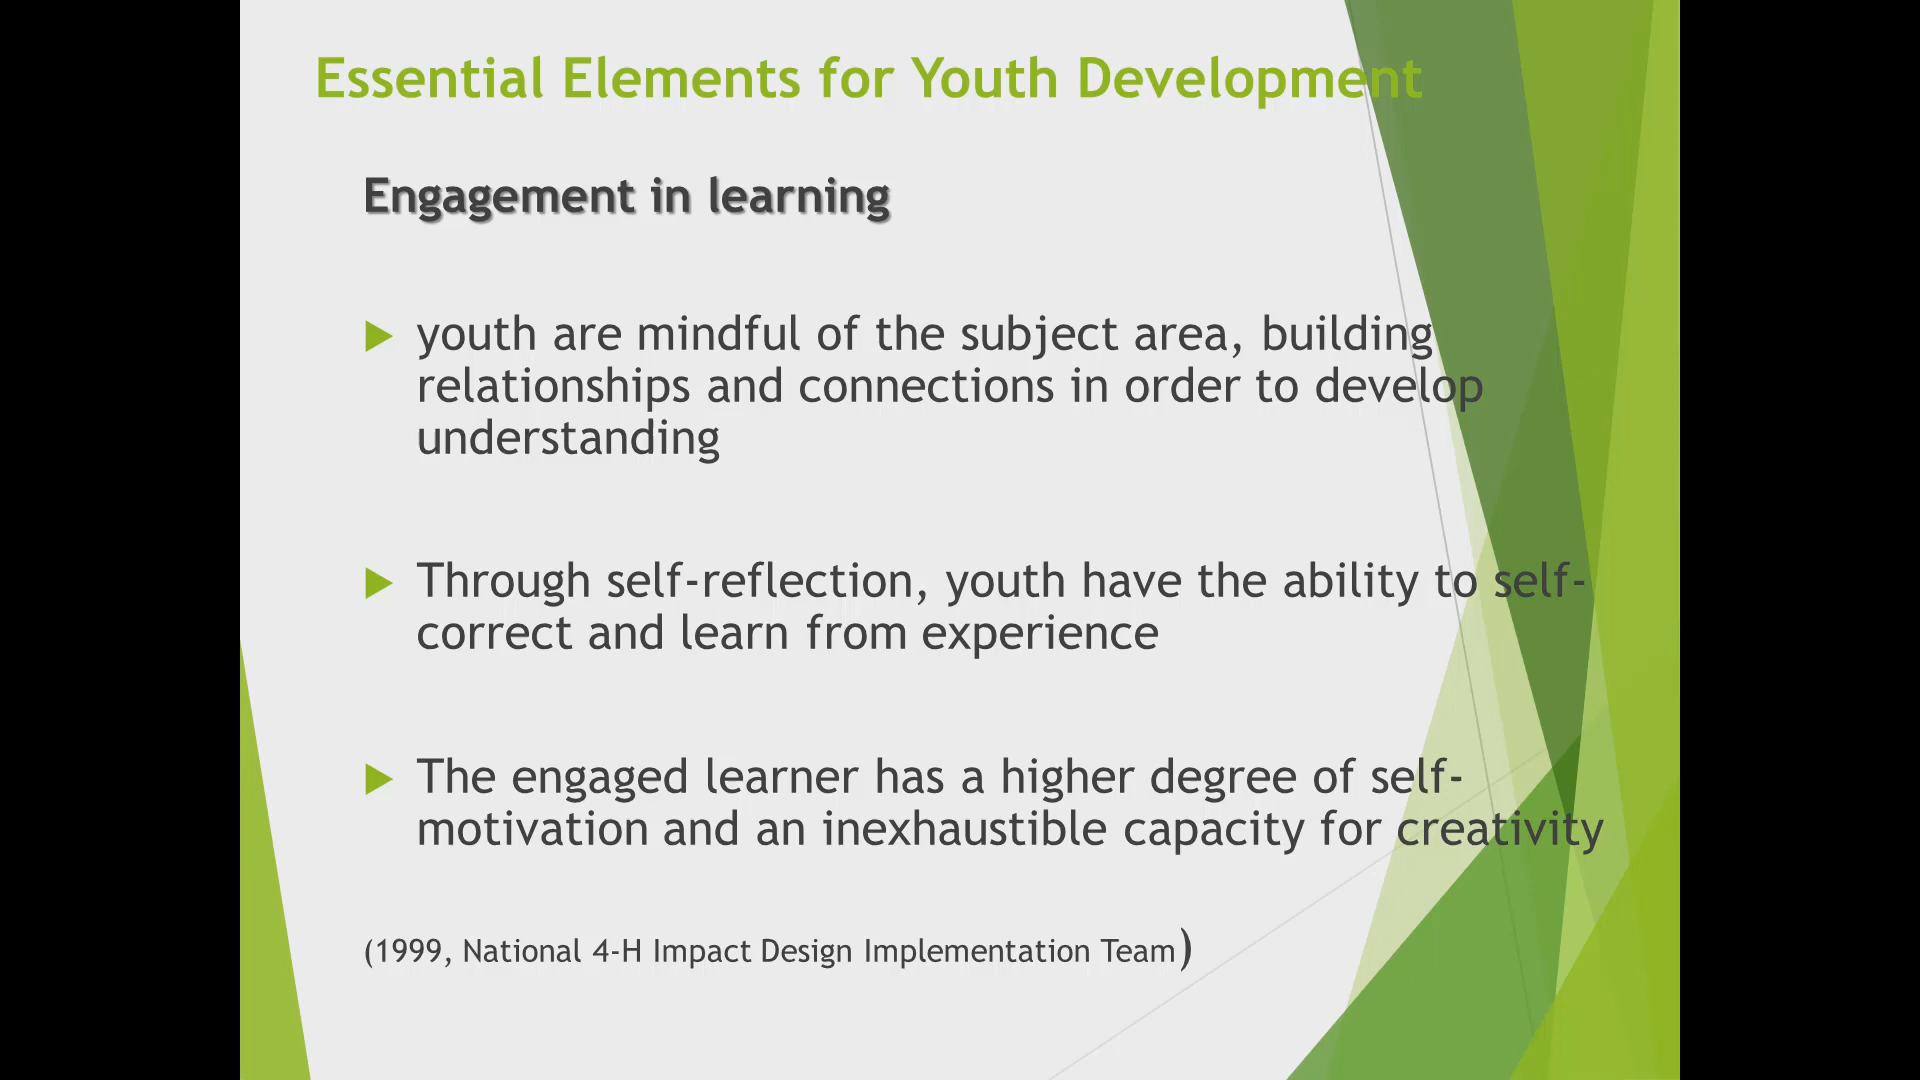 Essential Elements for Youth Development
Engagement in learning
youth are mindful of the subject area, building
relationships and connections in order to develop
understanding
Through self-reflection, youth have the ability to self-
correct and learn from experience
The engaged learner has a higher degree of self-
motivation and an inexhaustible capacity for creativity
(1999, National 4-H Impact Design Implementation Team)